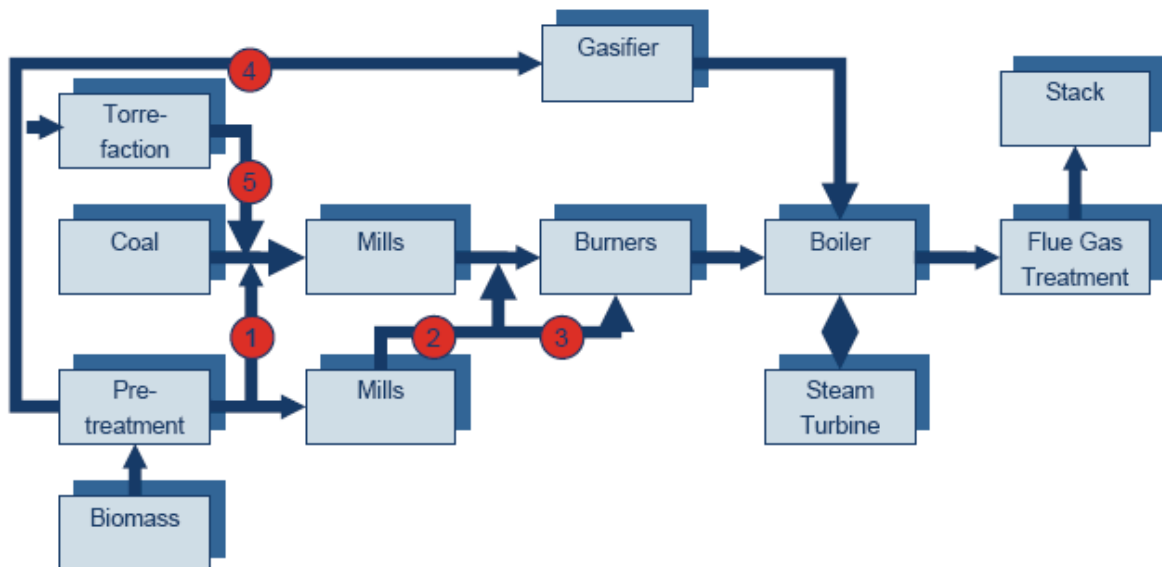 Gasifier
4
Stack
Torre-
faction
5
Coal
Mills
Burners
Boiler
Flue Gas
Treatment
1
2
3
Pre-
treatment
Mills
Steam
Turbine
Biomass